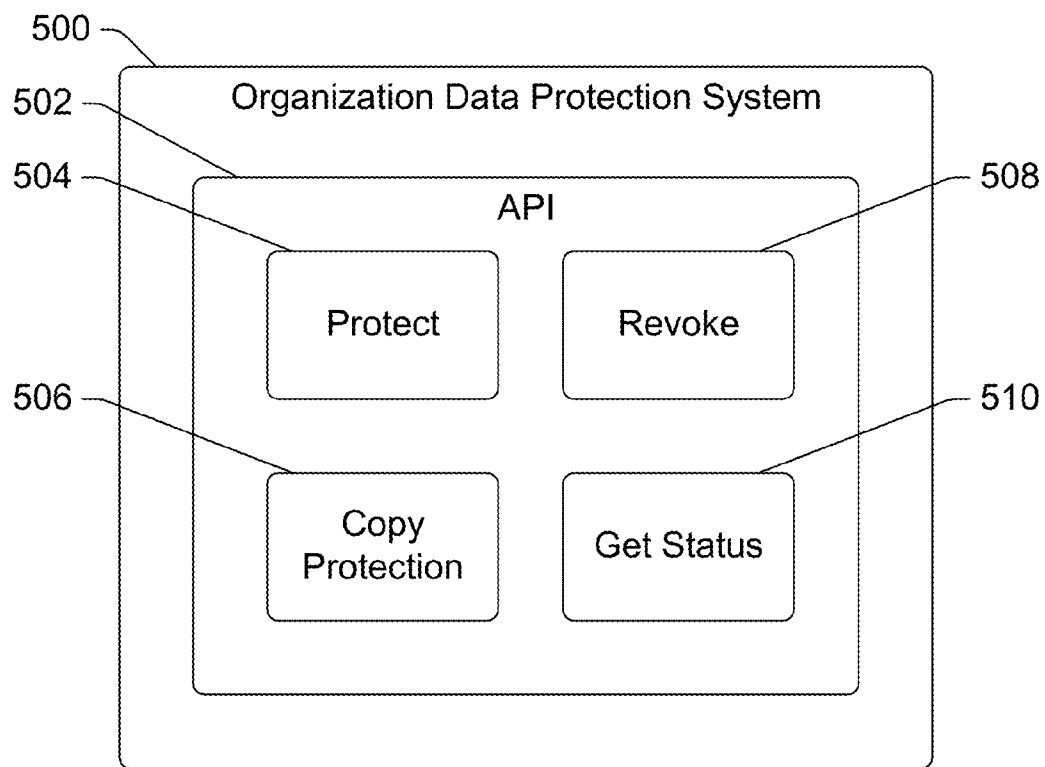 500
Organization Data Protection System
502
504
508
API
Protect
Revoke
506
510
Copy
Protection
Get Status